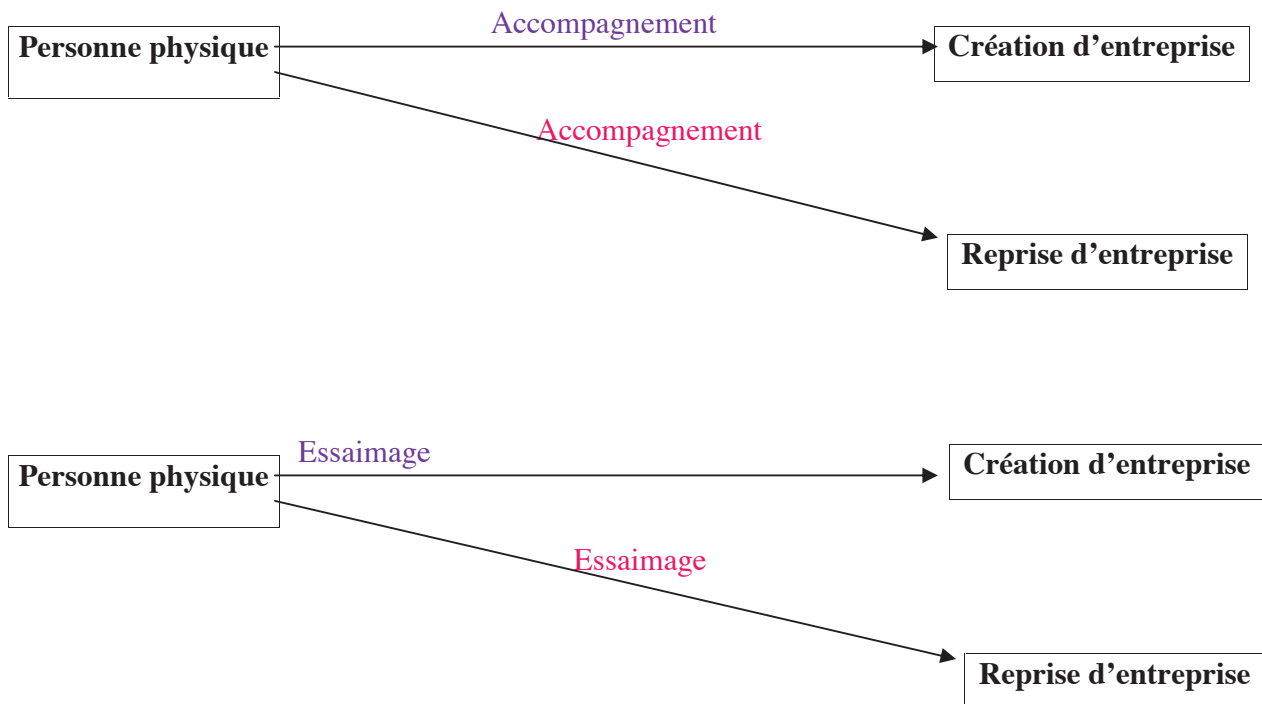 Accompagnement
Personne physique
Création d’entreprise
Accompagnement
Reprise d’entreprise
Essaimage
Personne physique
Création d’entreprise
Essaimage
Reprise d’entreprise